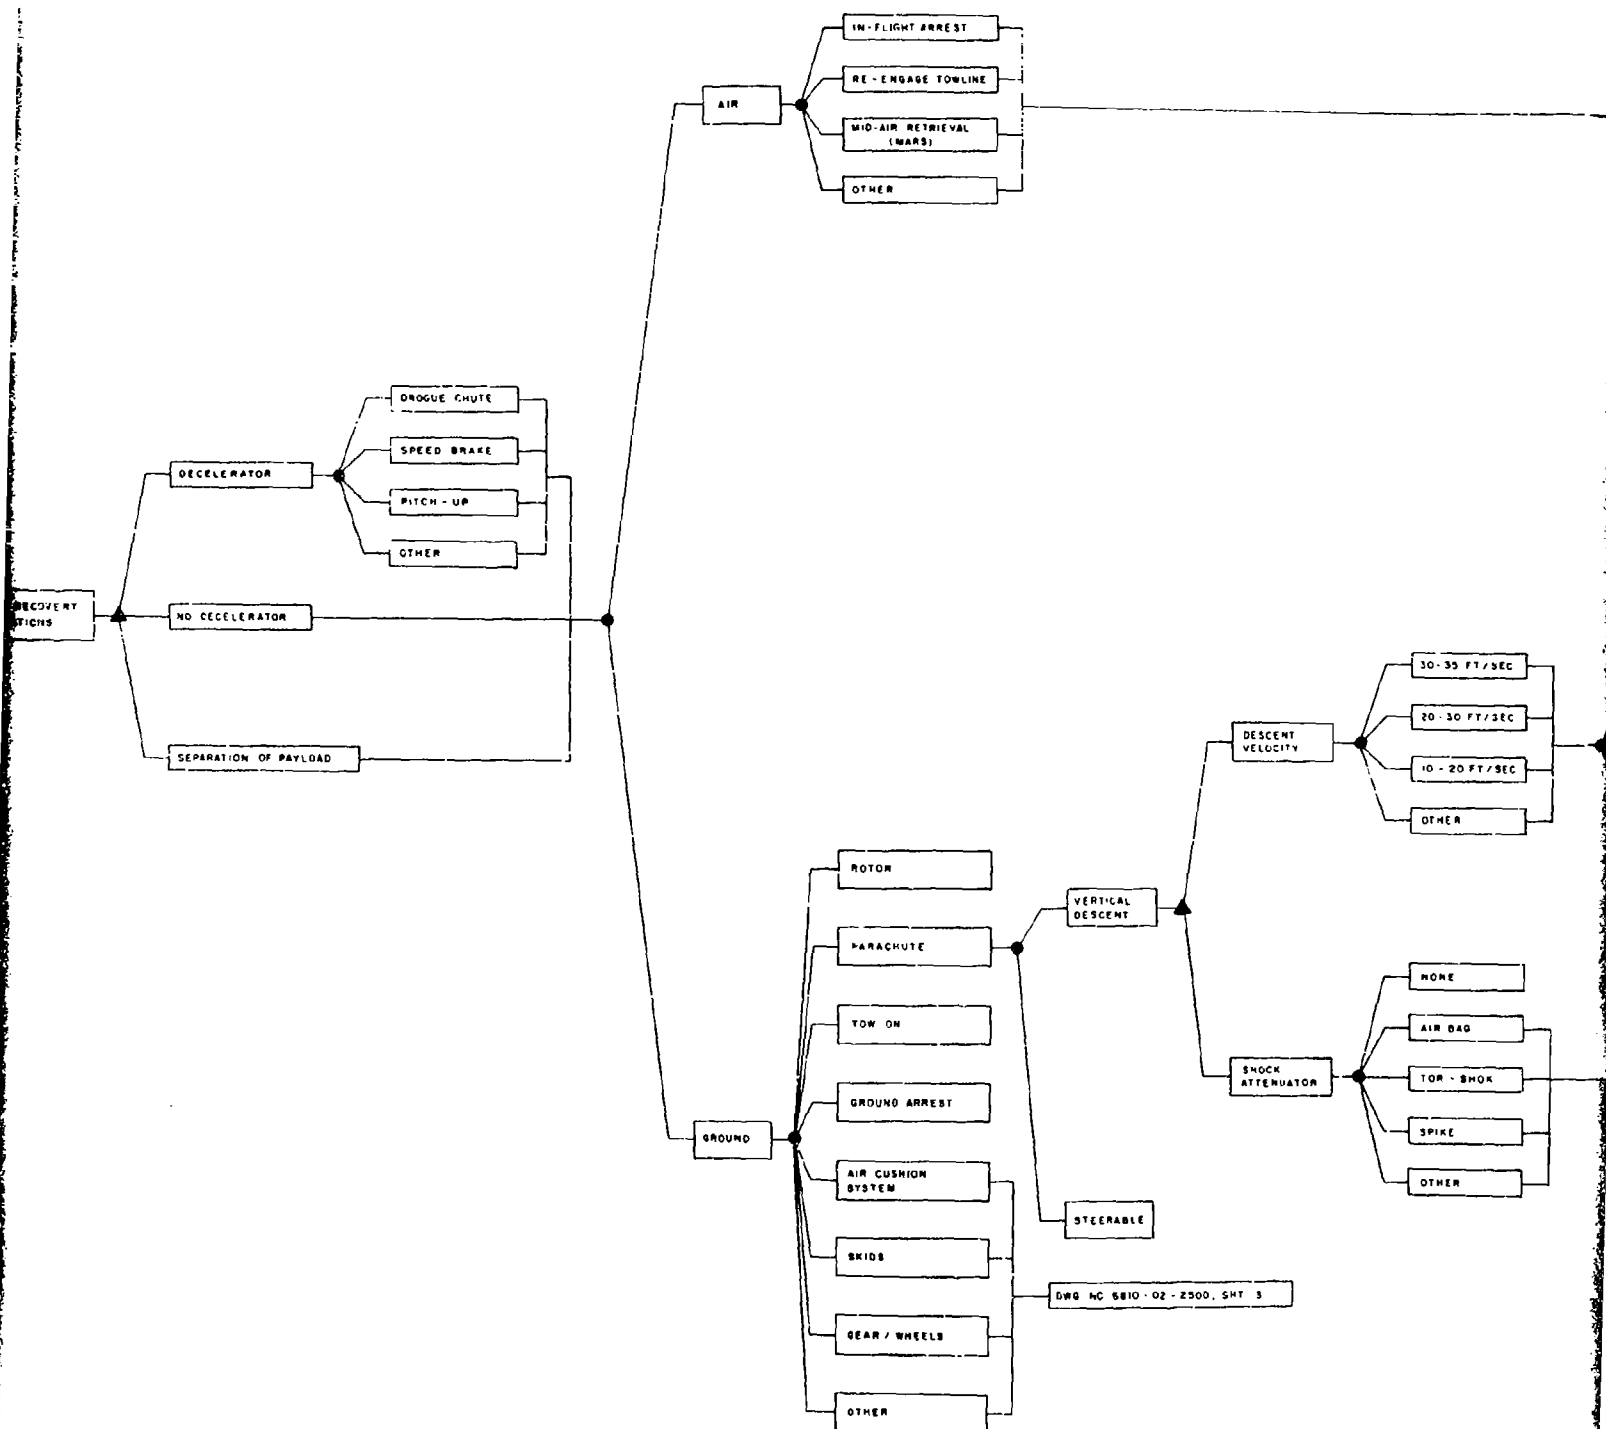 IN-FLIGHT ARREST
RE-ENGAGE TOWLINE
AIR
MID-AIR RETRIEVAL
(MARS)
OTHER
DROGUE CHUTE
SPEED BRAKE
DECELERATOR
PITCH-UP
OTHER
RECOVERY
TIONS
NO DECELERATOR
SEPARATION OF PAYLOAD
30-35 FT/SEC
20-30 FT/SEC
DESCENT
VELOCITY
10-20 FT/SEC
OTHER
ROTOR
VERTICAL
DESCENT
PARACHUTE
NONE
TOW ON
AIR BAG
SHOCK
ATTENUATOR
TOR-SHOK
GROUND ARREST
SPIKE
GROUND
AIR CUSHION
SYSTEM
OTHER
STEERABLE
SKIDS
DWG NO 6810-02-2500, SHT 3
GEAR / WHEELS
OTHER